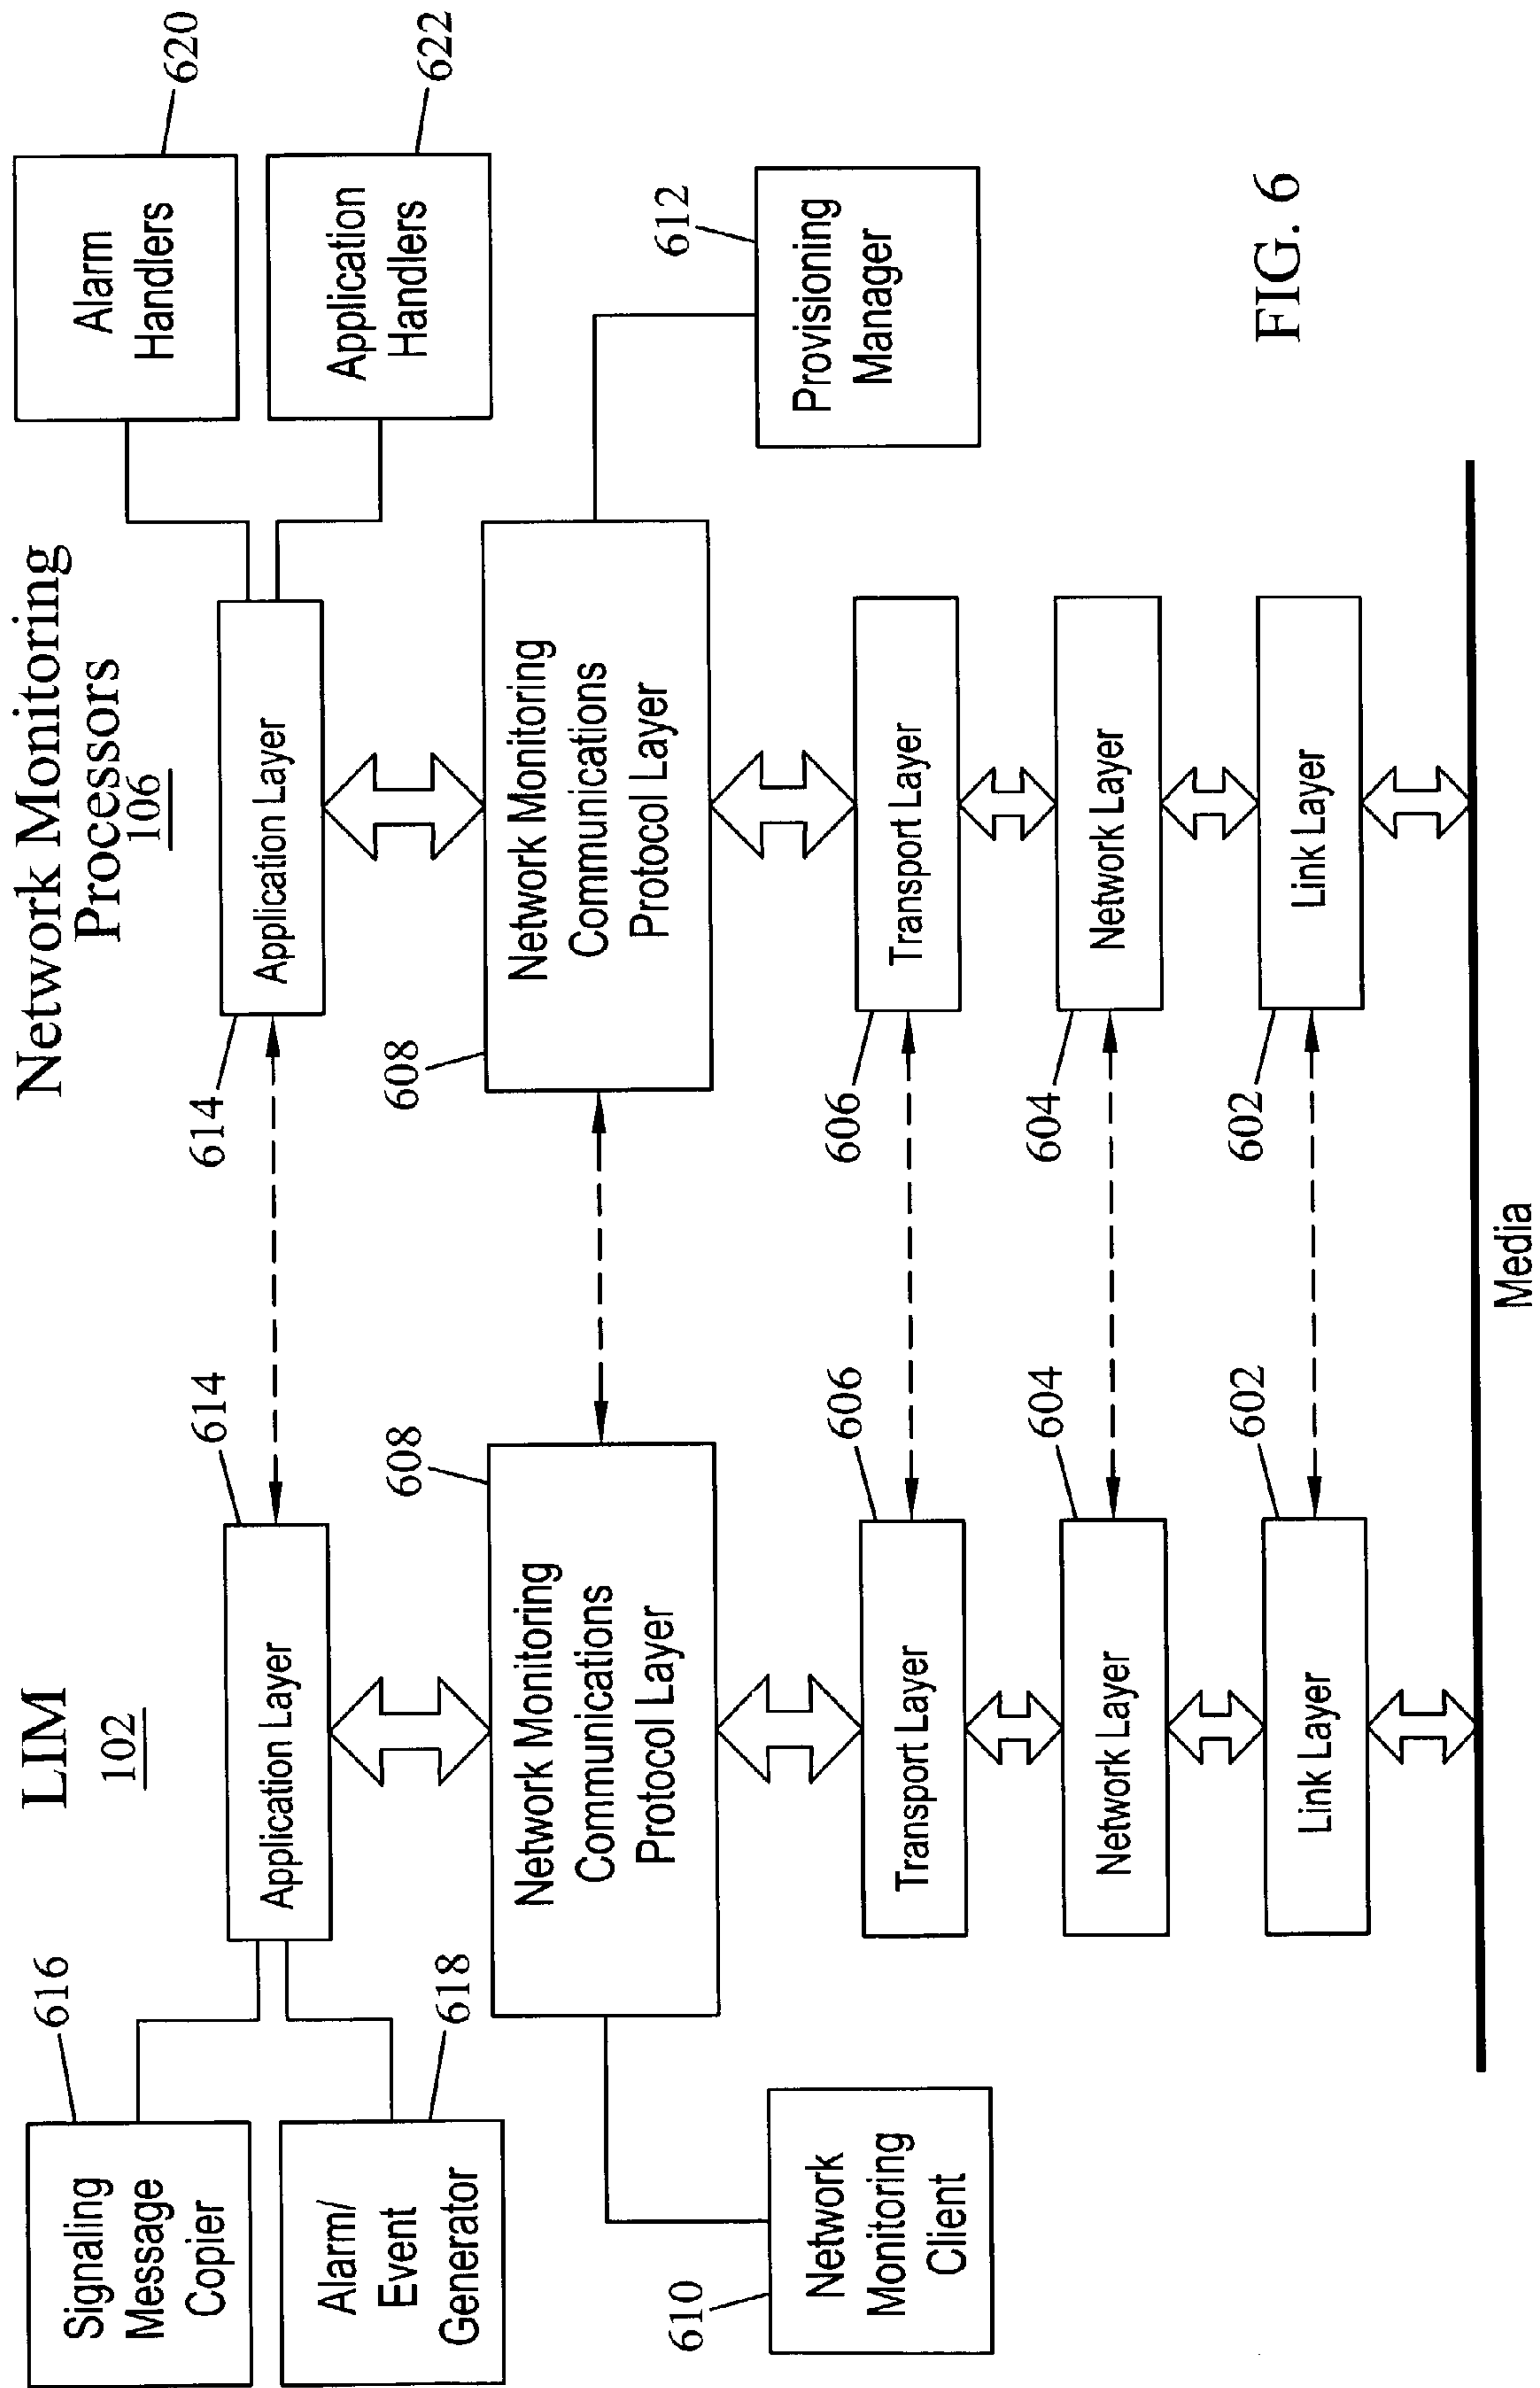 LIM
102
Network Monitoring
Processors
106
Signaling
Message
Copier
616
Alarm/
Event
Generator
618
614
Application Layer
614
Application Layer
Alarm
Handlers
620
Application
Handlers
622
608
Network Monitoring
Communications
Protocol Layer
608
Network Monitoring
Communications
Protocol Layer
610
Network
Monitoring
Client
612
Provisioning
Manager
606
Transport Layer
606
Transport Layer
604
Network Layer
604
Network Layer
602
Link Layer
602
Link Layer
Media
FIG. 6